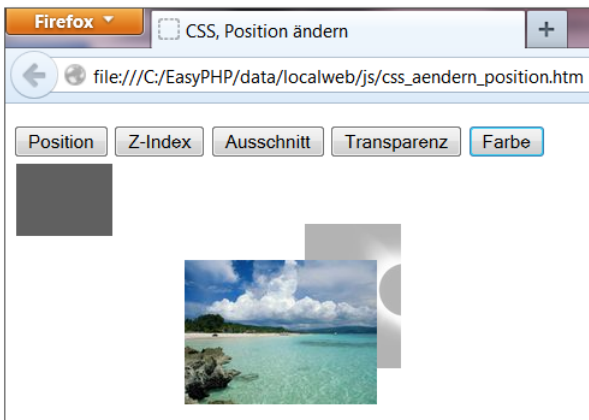 Firefox
CSS, Position ändern
file:///C:/EasyPHP/data/localweb/js/css_aendern_position.htm
Position Z-Index Ausschnitt Transparenz Farbe